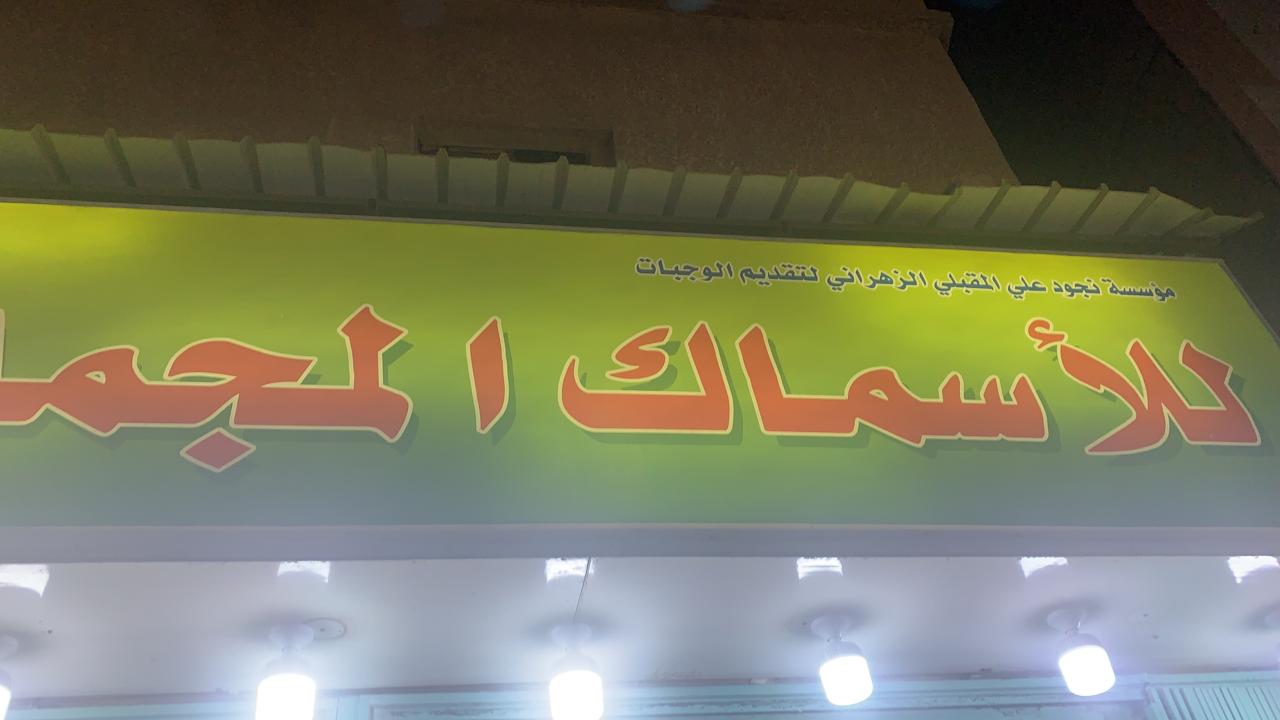 مؤسسة نجود علي المقبلي الزهراني لتقديم الوجبات
للأسماك